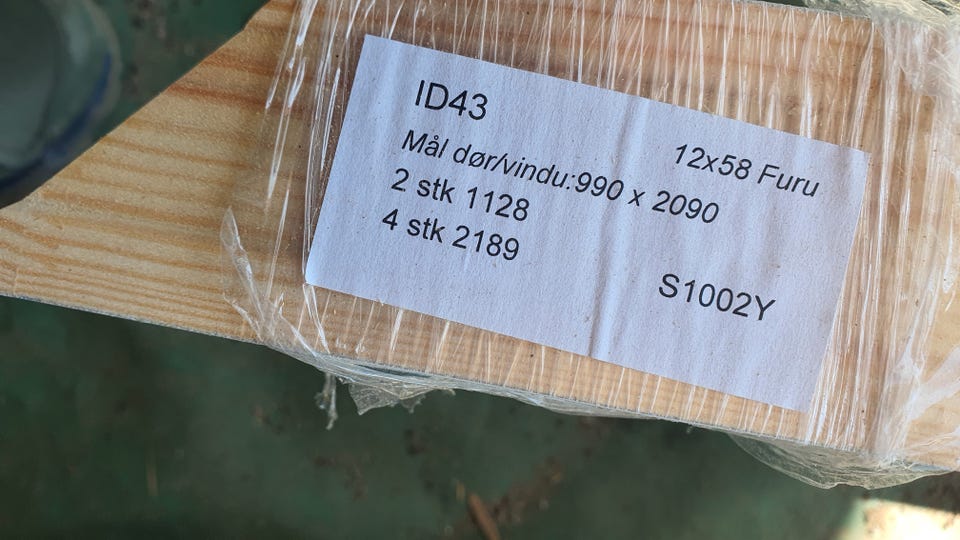 ID43
12x58 Furu
Mål dør/vindu:990 x 2090
2 stk 1128
4 stk 2189
S1002Y